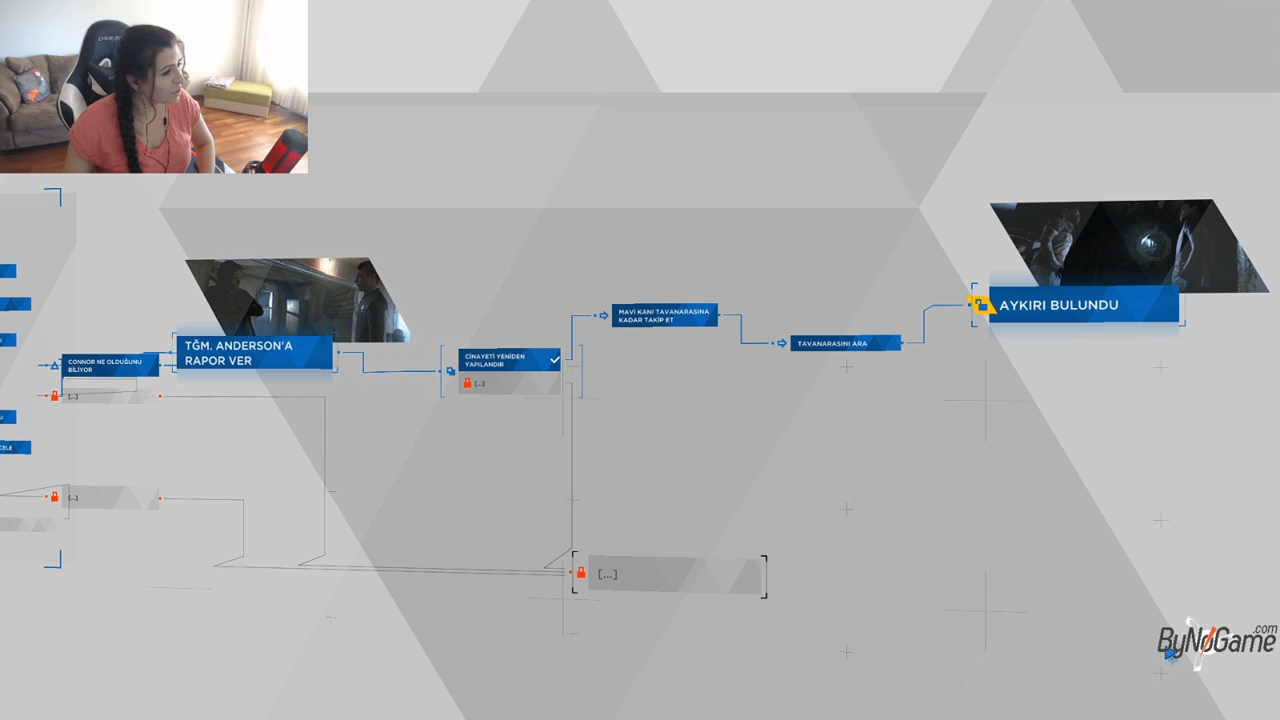 AYKIRI BULUNDU
MAVİ KANI TAVANARASINA
KADAR TAKİP ET
TAVANARASINI ARA
TĞM. ANDERSON'A
RAPOR VER
CİNAYETİ YENİDEN
YAPILANDIR
[...]
CONNOR NE OLDUĞUNU
BİLİYOR
[...]
[...]
[...]
ByNoGame
.com